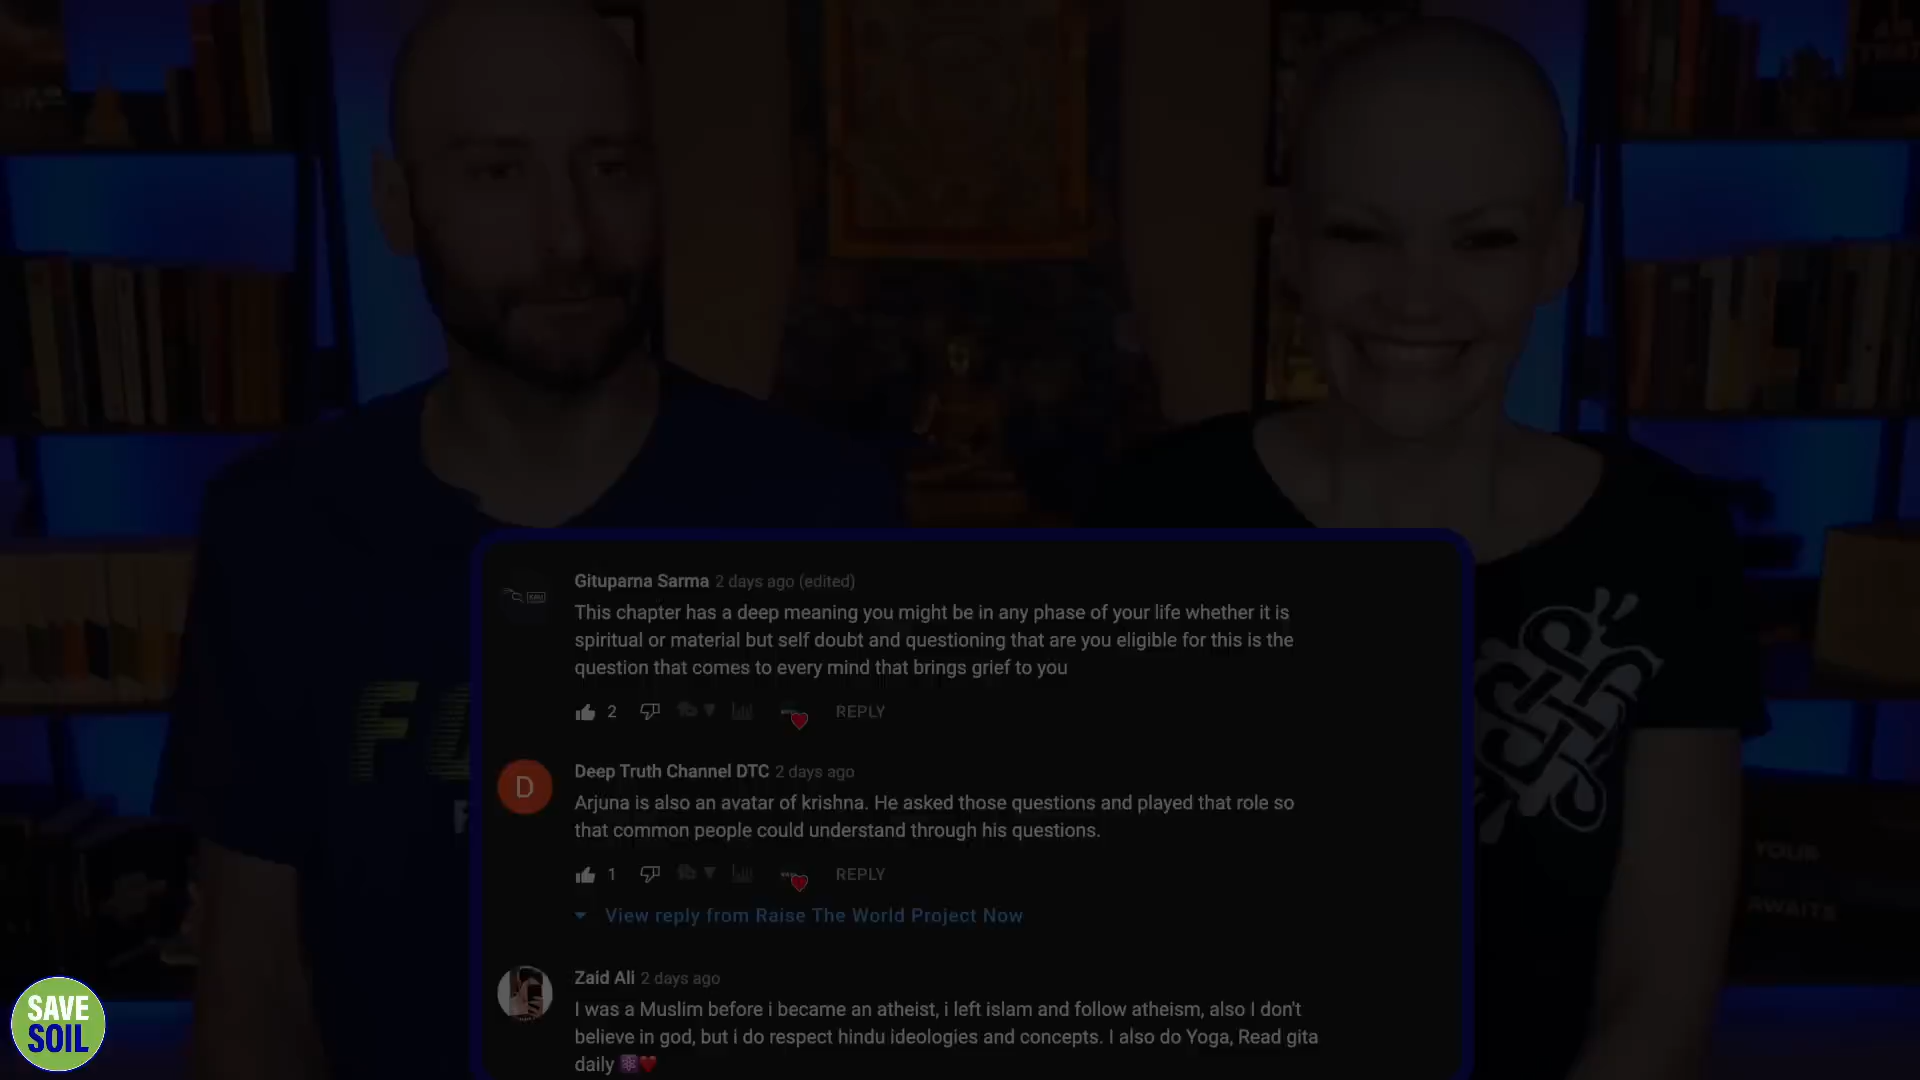 Gituparna Sarma 2 days ago (edited)
This chapter has a deep meaning you might be in any phase of your life whether it is
spiritual or material but self doubt and questioning that are you eligible for this is the
question that comes to every mind that brings grief to you
2
REPLY
D
Deep Truth Channel DTC 2 days ago
Arjuna is also an avatar of krishna. He asked those questions and played that role so
that common people could understand through his questions.
1
REPLY
View reply from Raise The World Project Now
Zaid Ali 2 days ago
I was a Muslim before i became an atheist, i left islam and follow atheism, also I don't
believe in god, but i do respect hindu ideologies and concepts. I also do Yoga, Read gita
daily ⚛️❤️
YOUR
AWAITS
SAVE
SOIL